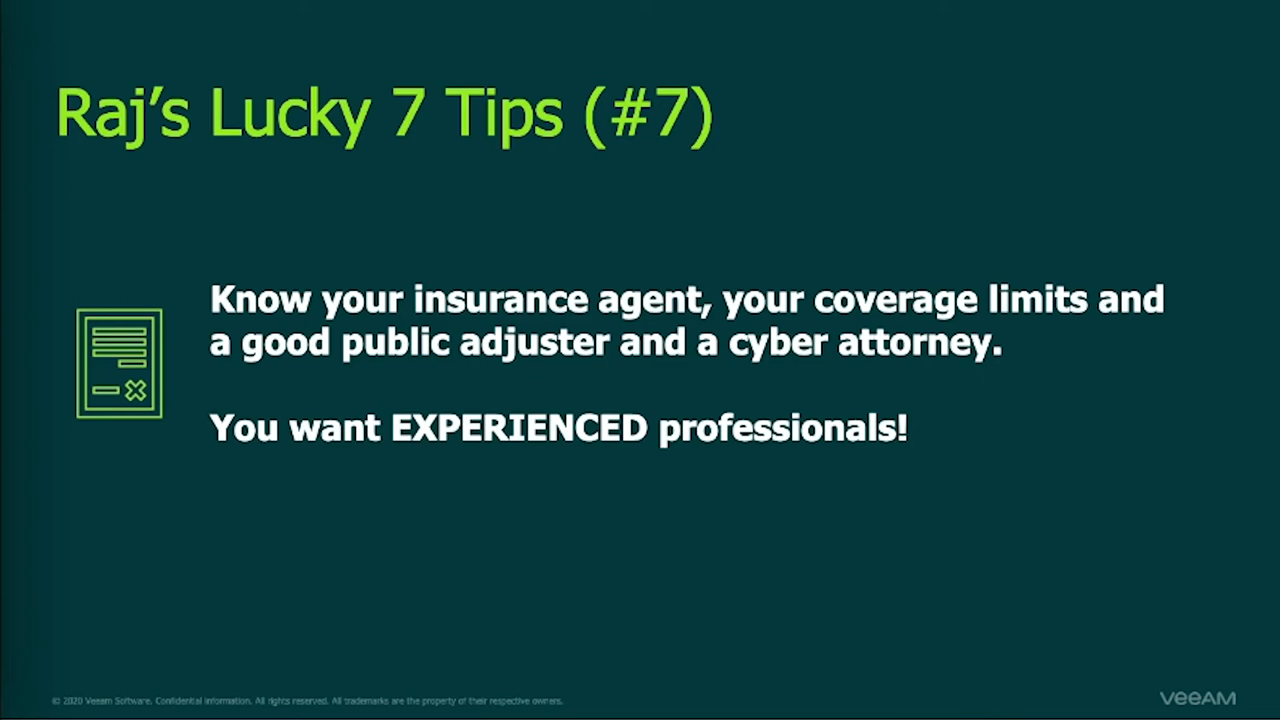 Raj’s Lucky 7 Tips (#7)
Know your insurance agent, your coverage limits and
a good public adjuster and a cyber attorney.
You want EXPERIENCED professionals!
© 2020 Veeam Software. Confidential information. All rights reserved. All trademarks are the property of their respective owners.
VEEAM